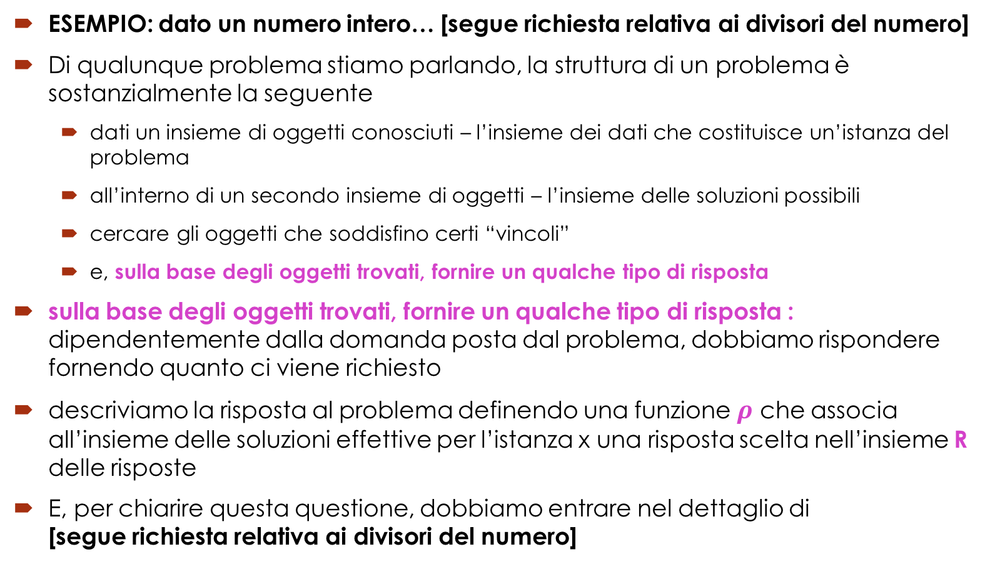 ESEMPIO: dato un numero intero… [segue richiesta relativa ai divisori del numero]
Di qualunque problema stiamo parlando, la struttura di un problema è
sostanzialmente la seguente
dati un insieme di oggetti conosciuti – l’insieme dei dati che costituisce un’istanza del
problema
all’interno di un secondo insieme di oggetti – l’insieme delle soluzioni possibili
cercare gli oggetti che soddisfino certi “vincoli”
e, sulla base degli oggetti trovati, fornire un qualche tipo di risposta
sulla base degli oggetti trovati, fornire un qualche tipo di risposta :
dipendentemente dalla domanda posta dal problema, dobbiamo rispondere
fornendo quanto ci viene richiesto
descriviamo la risposta al problema definendo una funzione 𝝆 che associa
all’insieme delle soluzioni effettive per l’istanza x una risposta scelta nell’insieme R
delle risposte
E, per chiarire questa questione, dobbiamo entrare nel dettaglio di
[segue richiesta relativa ai divisori del numero]